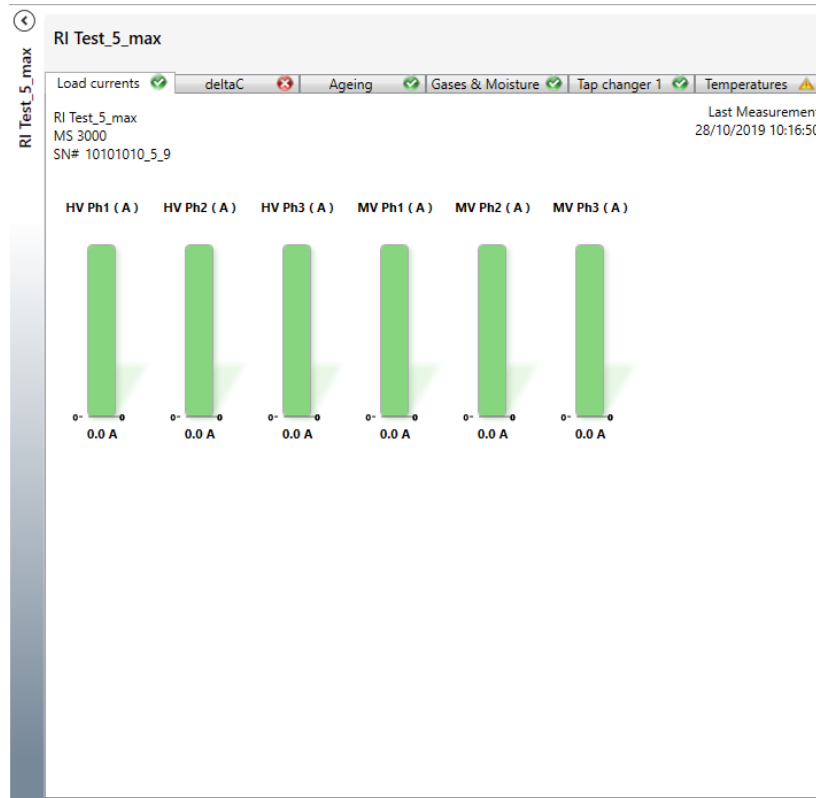 RI Test_5_max
RI Test_5_max
Load currents deltaC Ageing Gases & Moisture Tap changer 1 Temperatures
RI Test_5_max
MS 3000
SN# 10101010_5_9
Last Measurement
28/10/2019 10:16:50
HV Ph1 ( A ) HV Ph2 ( A ) HV Ph3 ( A ) MV Ph1 ( A ) MV Ph2 ( A ) MV Ph3 ( A )
0- 0 0- 0 0- 0 0- 0 0- 0 0- 0
0.0 A 0.0 A 0.0 A 0.0 A 0.0 A 0.0 A